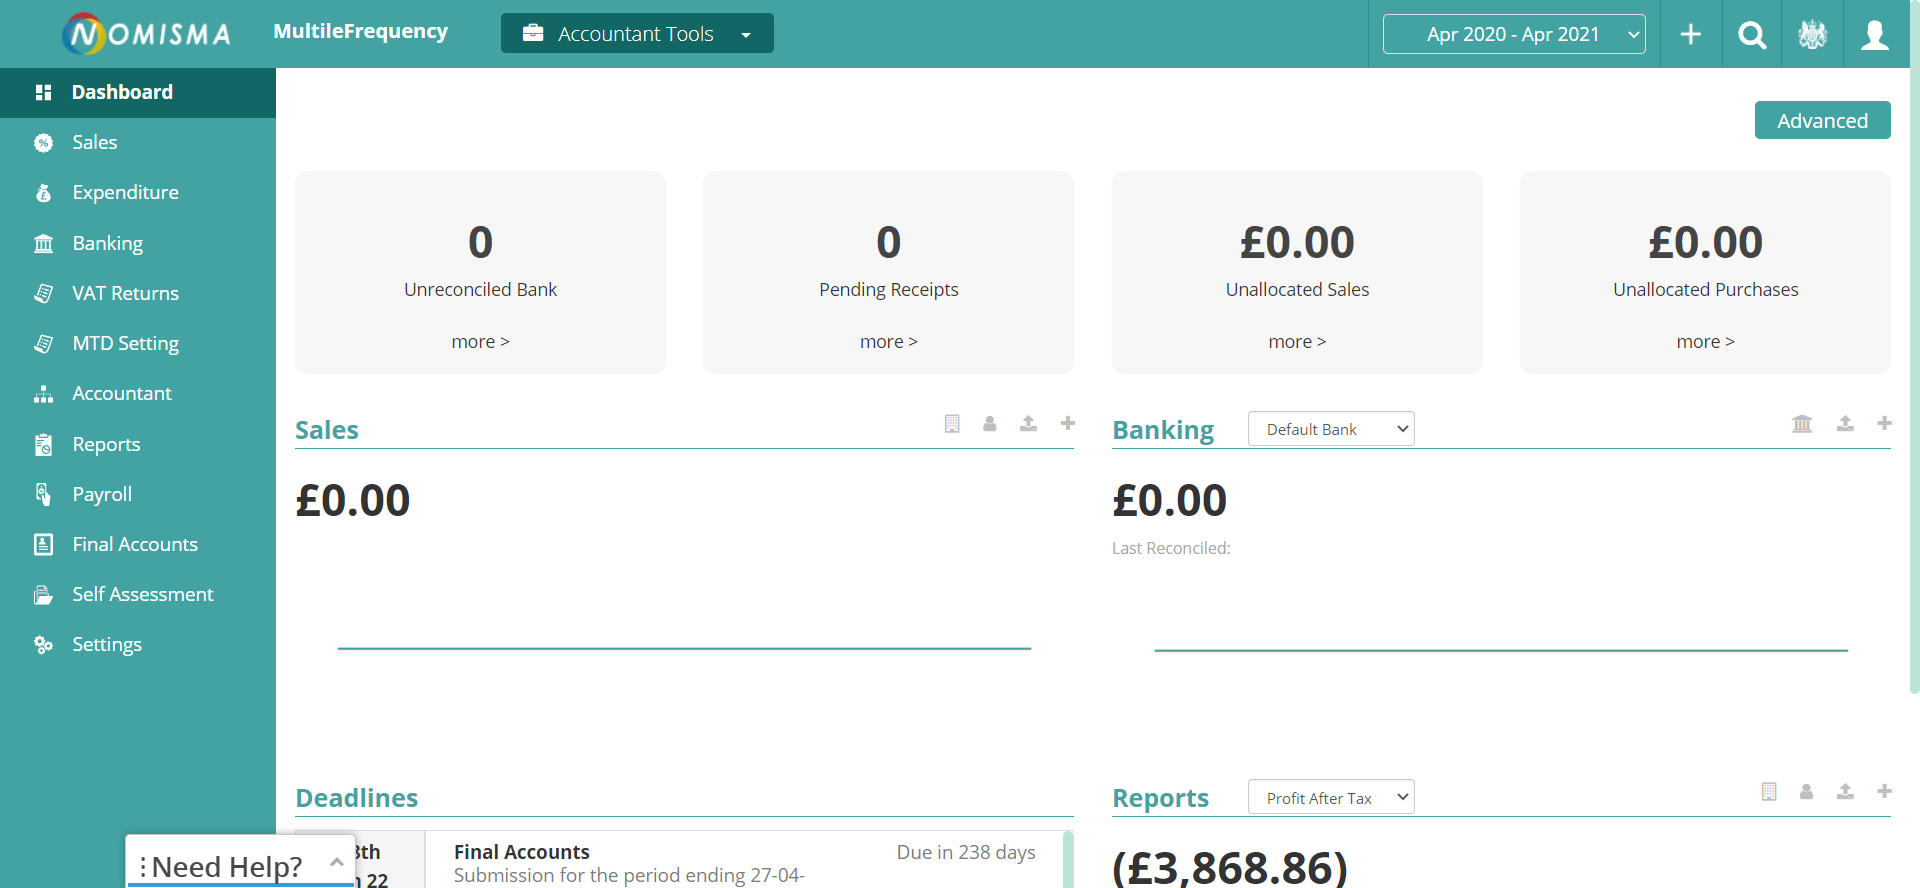 NOMISMA
MultileFrequency
Accountant Tools
Apr 2020 - Apr 2021
Dashboard
Sales
Expenditure
Banking
VAT Returns
MTD Setting
Accountant
Reports
Payroll
Final Accounts
Self Assessment
Settings
Advanced
0
Unreconciled Bank
more >
0
Pending Receipts
more >
£0.00
Unallocated Sales
more >
£0.00
Unallocated Purchases
more >
Sales
£0.00
Banking
Default Bank
£0.00
Last Reconciled:
Deadlines
8th
22
Final Accounts
Due in 238 days
Submission for the period ending 27-04-
Reports
Profit After Tax
(£3,868.86)
Need Help?